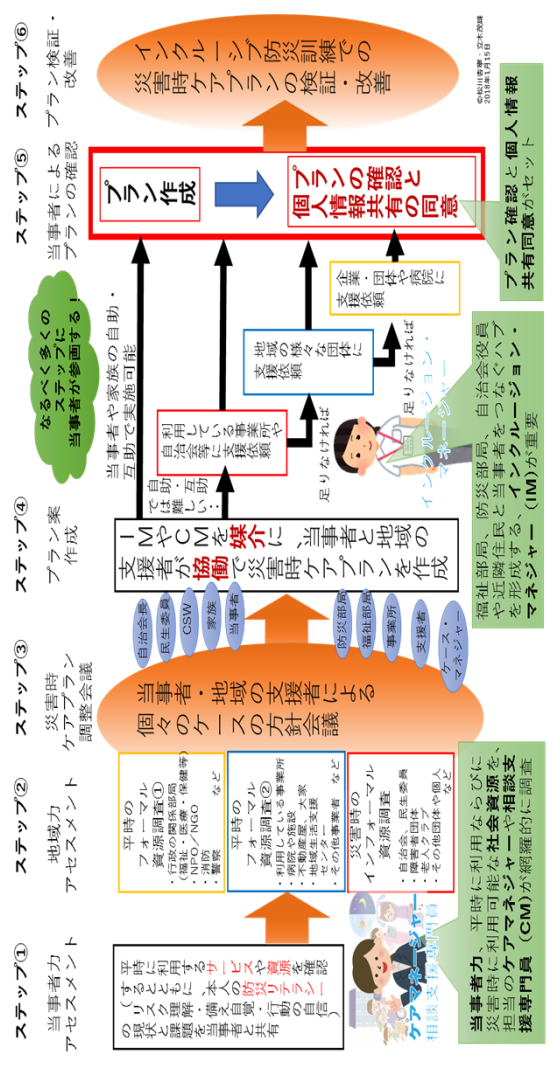 ステップ①
当事者力
アセスメント
平時に利用するサービスや資源を確認
するとともに、本人の防災リテラシー
(リスク理解・備え自覚・行動の自信)
の現状と課題を当事者と共有
ケアマネージャー
相談支援専門員
当事者力、平時に利用ならびに
災害時に利用可能な社会資源を、
担当のケアマネジャーや相談支
援専門員(CM)が網羅的に調査
ステップ②
地域力
アセスメント
平時の
フォーマル
資源調査①
・行政の関係部局
(福祉・医療・保健等)
・NPO・NGO
・消防
・警察
など
平時の
フォーマル
資源調査②
・利用している事業所
・病院や施設
・不動産屋、大家
・地域生活支援
センター
・その他事業者 など
災害時の
インフォーマル
資源調査
・自治会、民生委員
・障害者団体
・老人クラブ
・その他団体や個人
など
ステップ③
災害時
ケアプラン
調整会議
当事者・地域の支援者による
個々のケースの方針会議
自治会長
民生委員
CSW
家族
当事者
防災部局
福祉部局
事業所
支援者
ケース・
マネジャー
ステップ④
プラン案
作成
IMやCMを媒介に、当事者と地域の
支援者が協働で災害時ケアプランを作成
なるべく多くの
ステップに
当事者が参画する!
当事者や家族の自助・
互助で実施可能
自助・互助
では難しい…
利用している事業所や
自治会等に支援依頼
足りなければ
地域の様々な団体に
支援依頼
足りなければ
企業・団体や病院に
支援依頼
インクルージョン・
マネージャー
福祉部局、防災部局、自治会役員
や近隣住民と当事者をつなぐハブ
を形成する、インクルージョン・
マネジャー(IM)が重要
ステップ⑤
当事者による
プランの確認
プラン
作成
プランの確認と
個人情報共有の同意
プラン確認と個人情報
共有同意がセット
ステップ⑥
プラン検証・
改善
インクルーシブ防災訓練での
災害時ケアプランの検証・改善
2018年1月15日